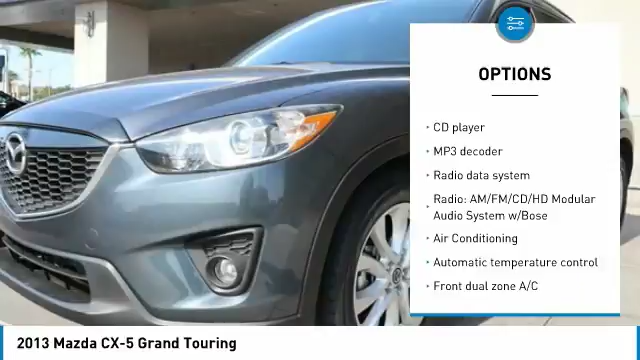 OPTIONS
CD player
MP3 decoder
Radio data system
Radio: AM/FM/CD/HD Modular
Audio System w/Bose
Air Conditioning
Automatic temperature control
Front dual zone A/C
2013 Mazda CX-5 Grand Touring